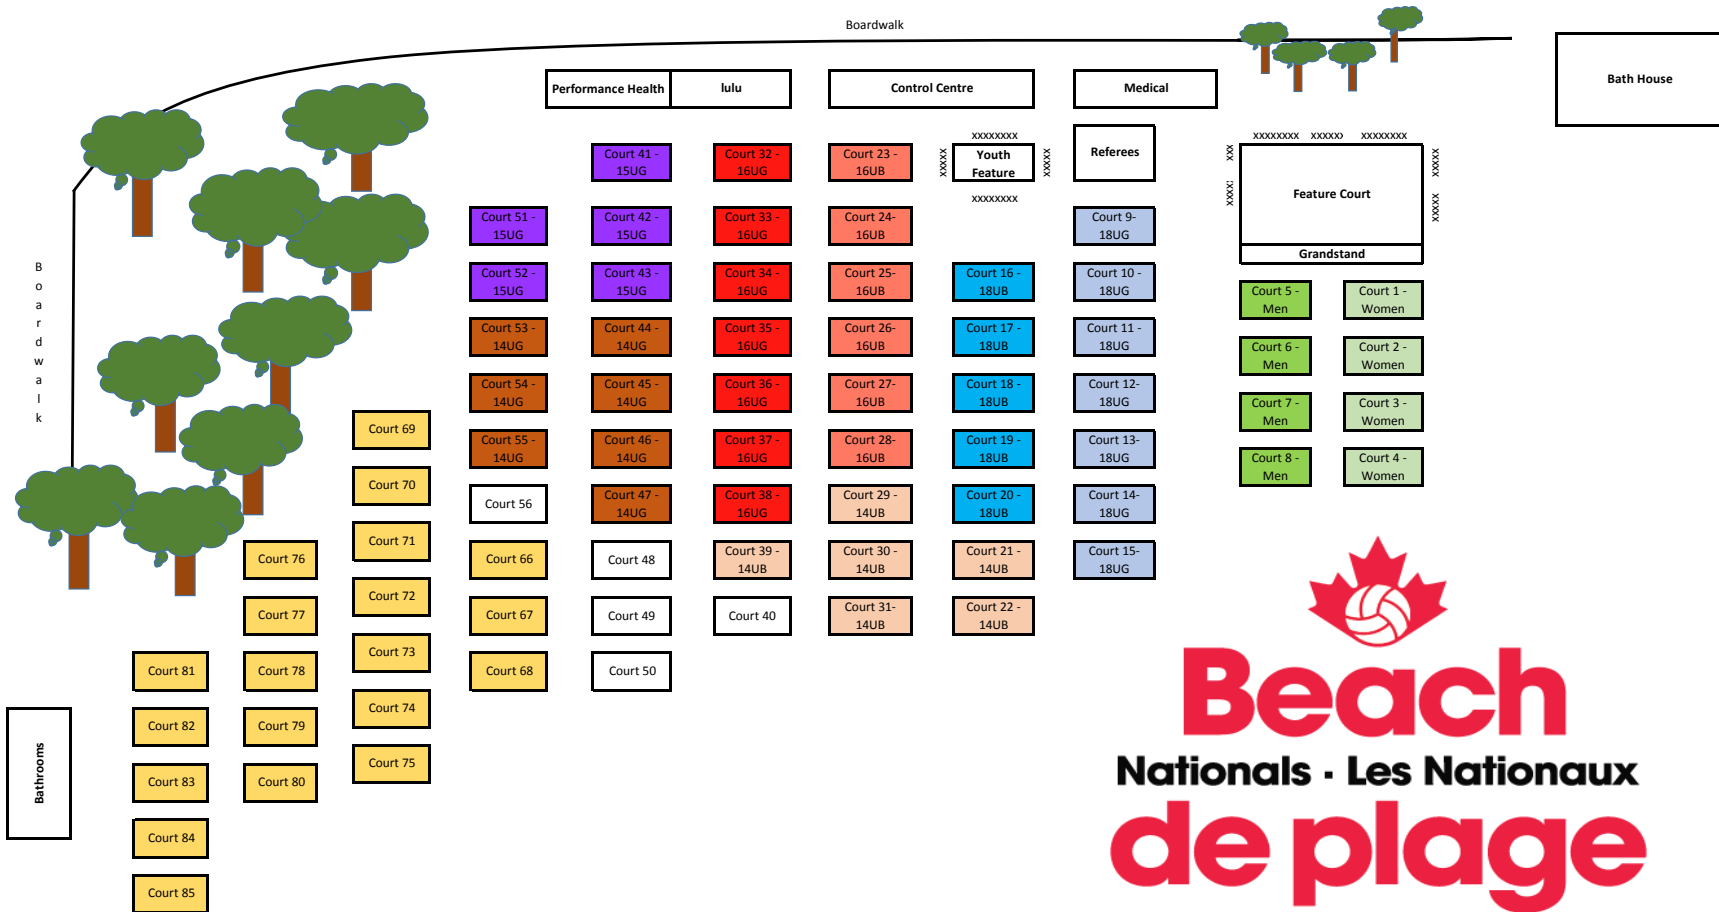 Boardwalk
Bath House
Performance Health
lulu
Control Centre
Medical
xxxxxxxx
xxxxxxxx
xxxxxx
xxxxxxxx
Court 41 -
15UG
Court 32 -
16UG
Court 23 -
16UB
xxxxx
Youth
Feature
xxxxx
Referees
xxx
xxxxx
Feature Court
xxxxx
xxxxx
xxxxxxxx
Court 51 -
15UG
Court 42 -
15UG
Court 33 -
16UG
Court 24-
16UB
Court 9-
18UG
Grandstand
Boardwalk
Court 52 -
15UG
Court 43 -
15UG
Court 34 -
16UG
Court 25-
16UB
Court 16 -
18UB
Court 10 -
18UG
Court 5 -
Men
Court 1 -
Women
Court 53 -
14UG
Court 44 -
14UG
Court 35 -
16UG
Court 26-
16UB
Court 17 -
18UB
Court 11 -
18UG
Court 6 -
Men
Court 2 -
Women
Court 54 -
14UG
Court 45 -
14UG
Court 36 -
16UG
Court 27-
16UB
Court 18 -
18UB
Court 12-
18UG
Court 7 -
Men
Court 3 -
Women
Court 69
Court 55 -
14UG
Court 46 -
14UG
Court 37 -
16UG
Court 28-
16UB
Court 19 -
18UB
Court 13-
18UG
Court 8 -
Men
Court 4 -
Women
Court 70
Court 56
Court 47 -
14UG
Court 38 -
16UG
Court 29 -
14UB
Court 20 -
18UB
Court 14-
18UG
Court 71
Court 76
Court 66
Court 48
Court 39 -
14UB
Court 30 -
14UB
Court 21 -
14UB
Court 15-
18UG
Court 72
Court 77
Court 67
Court 49
Court 40
Court 31-
14UB
Court 22 -
14UB
Court 73
Court 81
Court 78
Court 68
Court 50
Court 74
Court 82
Court 79
Court 75
Bathrooms
Court 83
Court 80
Court 84
Court 85
Beach
Nationals · Les Nationaux
de plage